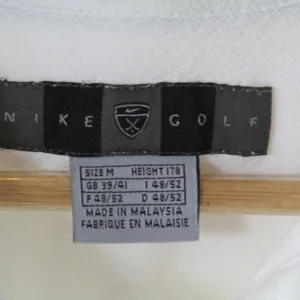 NIKE GOLF
SIZE M HEIGHT 178
GB 39/41 I 48/52
F 48/52 D 48/52
MADE IN MALAYSIA
FABRIQUE EN MALAISIE